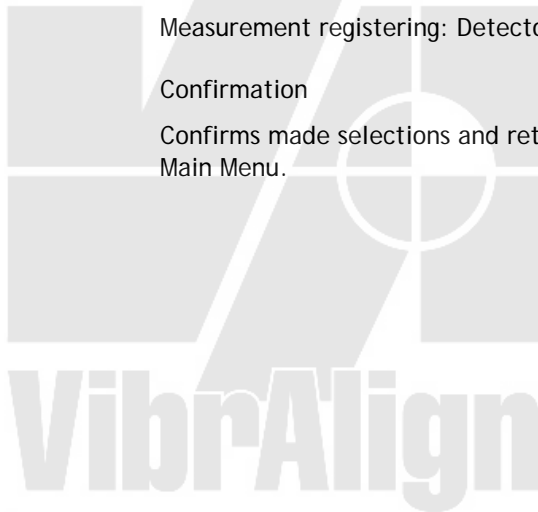 Measurement registering: Detecto
Confirmation
Confirms made selections and ret
Main Menu.
VibrAlign